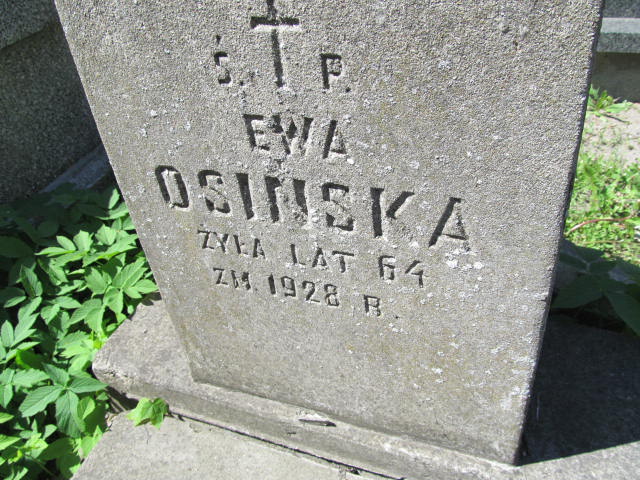 Ś. P.
EWA
OSIŃSKA
ŻYŁA LAT 64
ZM. 1928 R.